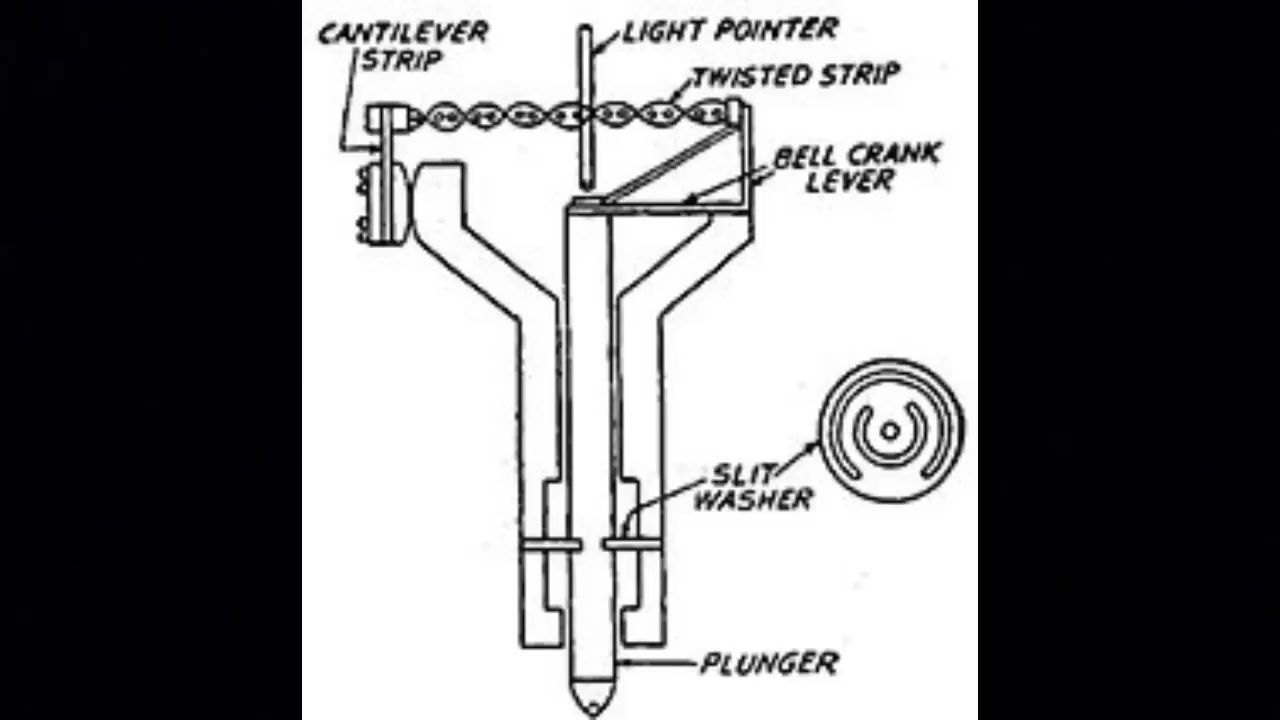 CANTILEVER
STRIP
LIGHT POINTER
TWISTED STRIP
BELL CRANK
LEVER
SLIT
WASHER
PLUNGER